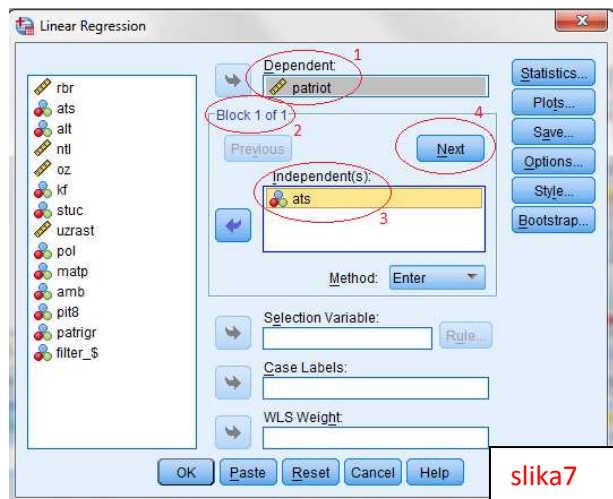 Linear Regression
rbr
ats
alt
ntl
oz
kf
stuc
uzrast
pol
matp
amb
pit8
patrigr
filter_$
1
Dependent:
patriot
Block 1 of 1
2
4
Previous
Next
Independent(s):
ats
3
Method: Enter
Selection Variable:
Rule...
Case Labels:
WLS Weight:
Statistics...
Plots...
Save...
Options...
Style...
Bootstrap...
OK Paste Reset Cancel Help
slika7